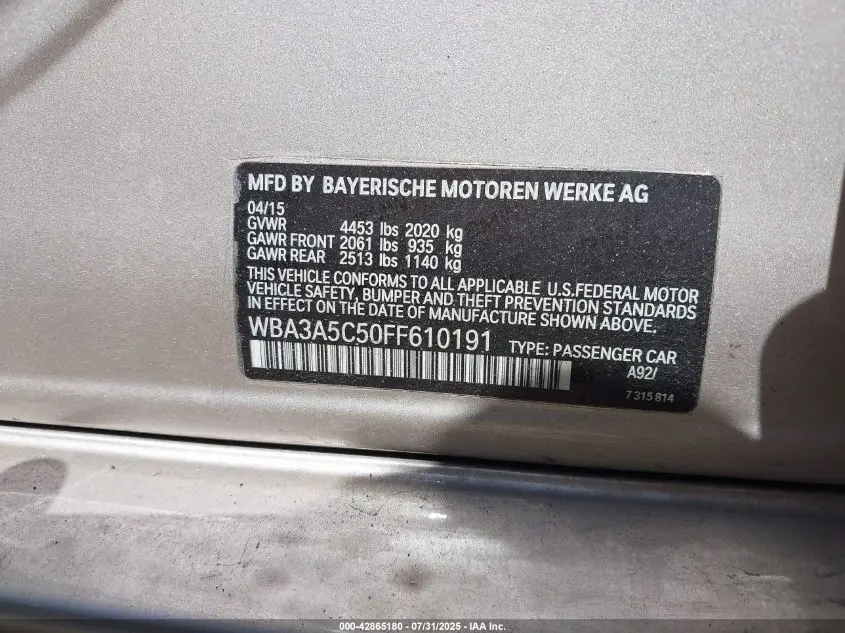 MFD BY BAYERISCHE MOTOREN WERKE AG
04/15
GVWR 4453 lbs 2020 kg
GAWR FRONT 2061 lbs 935 kg
GAWR REAR 2513 lbs 1140 kg
THIS VEHICLE CONFORMS TO ALL APPLICABLE U.S.FEDERAL MOTOR
VEHICLE SAFETY, BUMPER AND THEFT PREVENTION STANDARDS
IN EFFECT ON THE DATE OF MANUFACTURE SHOWN ABOVE.
WBA3A5C50FF610191 TYPE: PASSENGER CAR
A92/
7 315 814
000-42865180 - 07/31/2025 - IAA Inc.